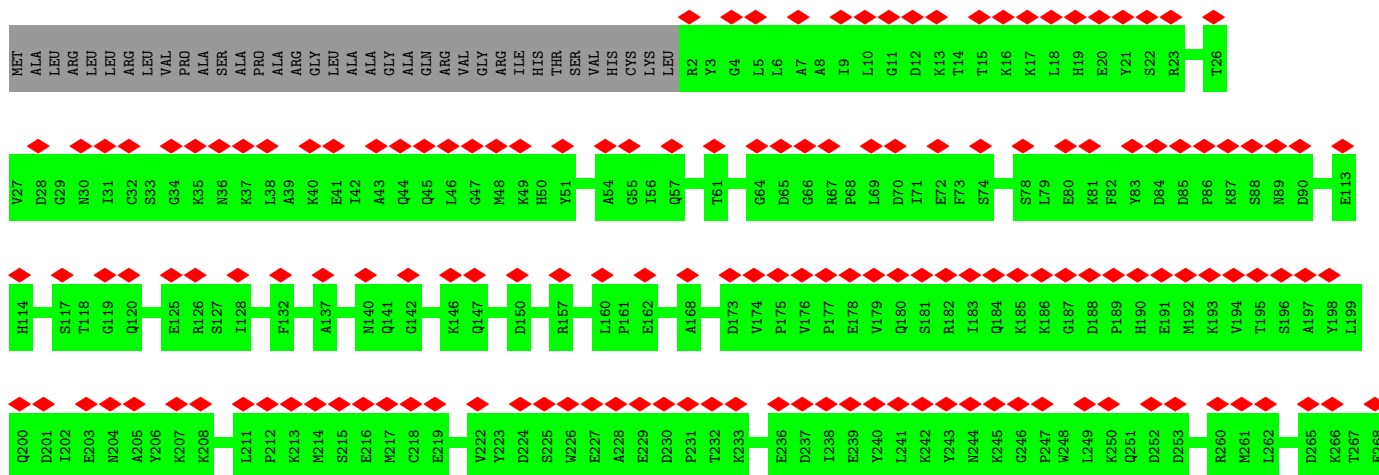 MET ALA LEU ARG LEU LEU ARG LEU VAL PRO ALA SER ALA PRO ALA ARG GLY LEU ALA ALA GLY ALA GLN ARG VAL GLY ARG ILE HIS THR SER VAL HIS CYS LYS LEU R2 Y3 G4 L5 L6 A7 A8 I9 L10 G11 D12 K13 T14 T15 K16 K17 L18 H19 E20 Y21 S22 R23 T26
V27 D28 G29 N30 I31 C32 S33 G34 K35 N36 K37 L38 A39 K40 E41 I42 A43 Q44 Q45 L46 G47 M48 K49 H50 Y51 A54 G55 I56 Q57 T61 G64 D65 G66 R67 P68 L69 D70 I71 E72 F73 S74 S78 L79 E80 K81 F82 Y83 D84 D85 P86 K87 S88 N89 D90 E113
H114 S117 T118 G119 Q120 E125 R126 S127 I128 F132 A137 N140 Q141 G142 K146 Q147 D150 R157 L160 P161 E162 A168 D173 V174 P175 V176 P177 E178 V179 Q180 S181 R182 I183 Q184 K185 K186 G187 D188 P189 H190 E191 M192 K193 V194 T195 S196 A197 Y198 L199
Q200 D201 I202 E203 N204 A205 Y206 K207 K208 L211 P212 K213 M214 S215 E216 M217 C218 E219 V222 Y223 D224 S225 W226 E227 A228 E229 D230 P231 T232 K233 E236 D237 I238 E239 Y240 L241 K242 Y243 N244 K245 G246 P247 W248 L249 K250 Q251 D252 D253 R260 M261 L262 D265 K266 T267